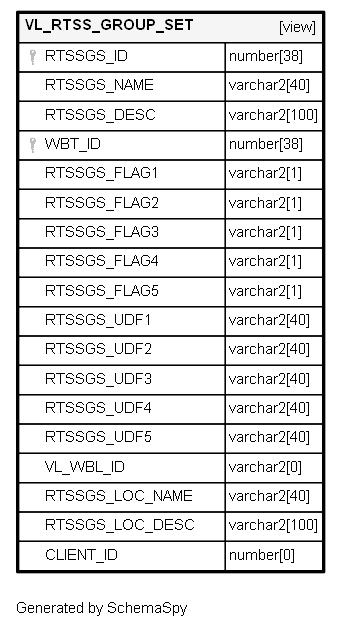 VL_RTSS_GROUP_SET [view]
RTSSGS_ID number[38]
RTSSGS_NAME varchar2[40]
RTSSGS_DESC varchar2[100]
WBT_ID number[38]
RTSSGS_FLAG1 varchar2[1]
RTSSGS_FLAG2 varchar2[1]
RTSSGS_FLAG3 varchar2[1]
RTSSGS_FLAG4 varchar2[1]
RTSSGS_FLAG5 varchar2[1]
RTSSGS_UDF1 varchar2[40]
RTSSGS_UDF2 varchar2[40]
RTSSGS_UDF3 varchar2[40]
RTSSGS_UDF4 varchar2[40]
RTSSGS_UDF5 varchar2[40]
VL_WBL_ID varchar2[0]
RTSSGS_LOC_NAME varchar2[40]
RTSSGS_LOC_DESC varchar2[100]
CLIENT_ID number[0]
Generated by SchemaSpy